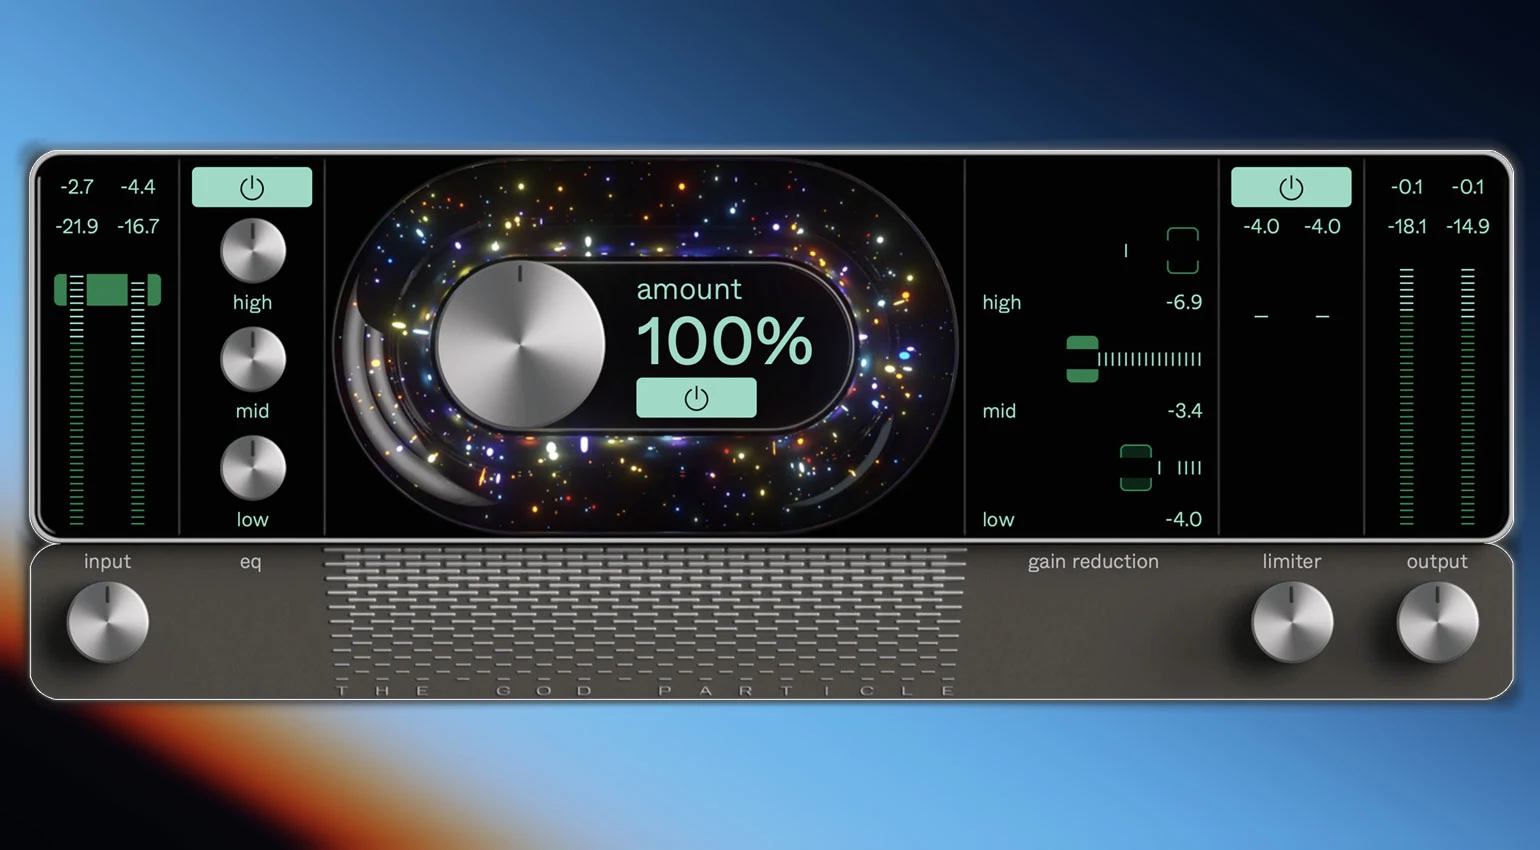 -2.7 -4.4
-21.9 -16.7
high
mid
low
amount
100%
high -6.9
mid -3.4
low -4.0
-4.0 -4.0
-0.1 -0.1
-18.1 -14.9
input
eq
gain reduction
limiter
output
THE GOD PARTICLE